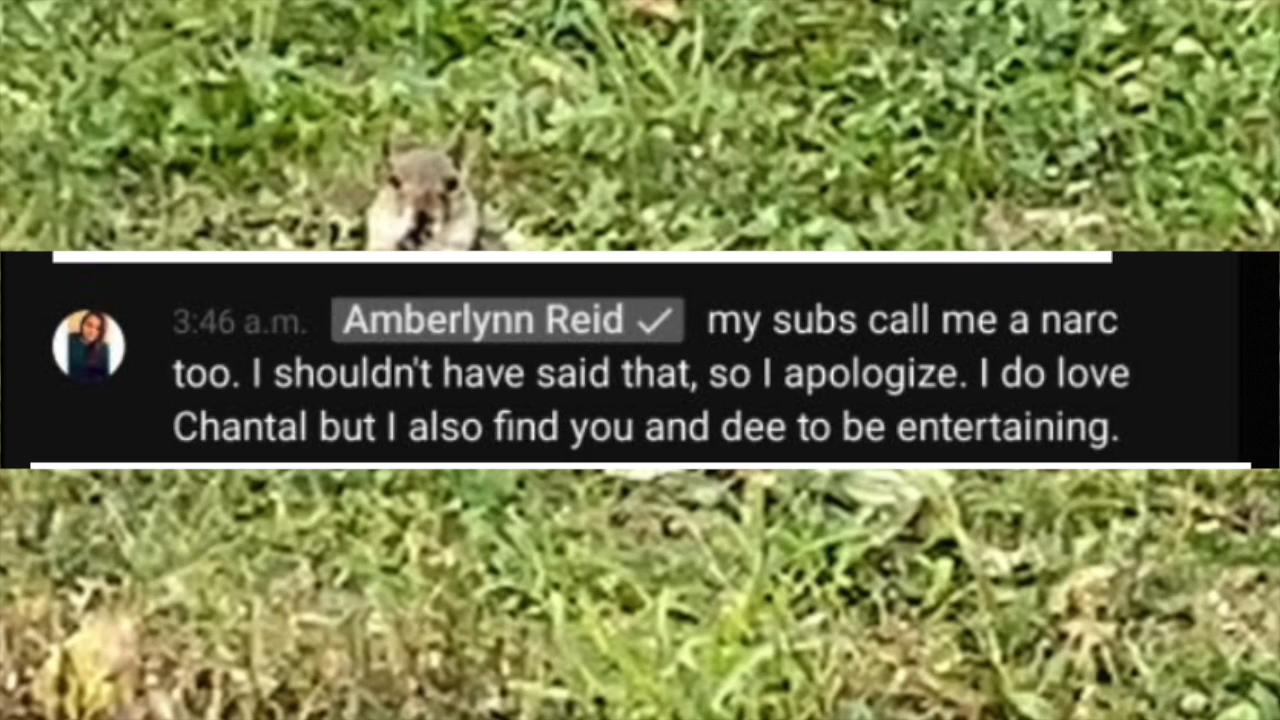 3:46 a.m. Amberlynn Reid ✓ my subs call me a narc
too. I shouldn't have said that, so I apologize. I do love
Chantal but I also find you and dee to be entertaining.